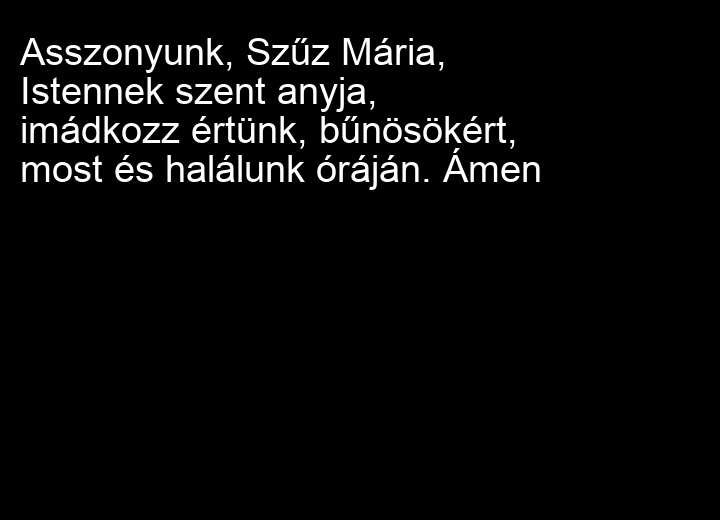 Asszonyunk, Szűz Mária,
Istennek szent anyja,
imádkozz értünk, bűnösökért,
most és halálunk óráján. Ámen